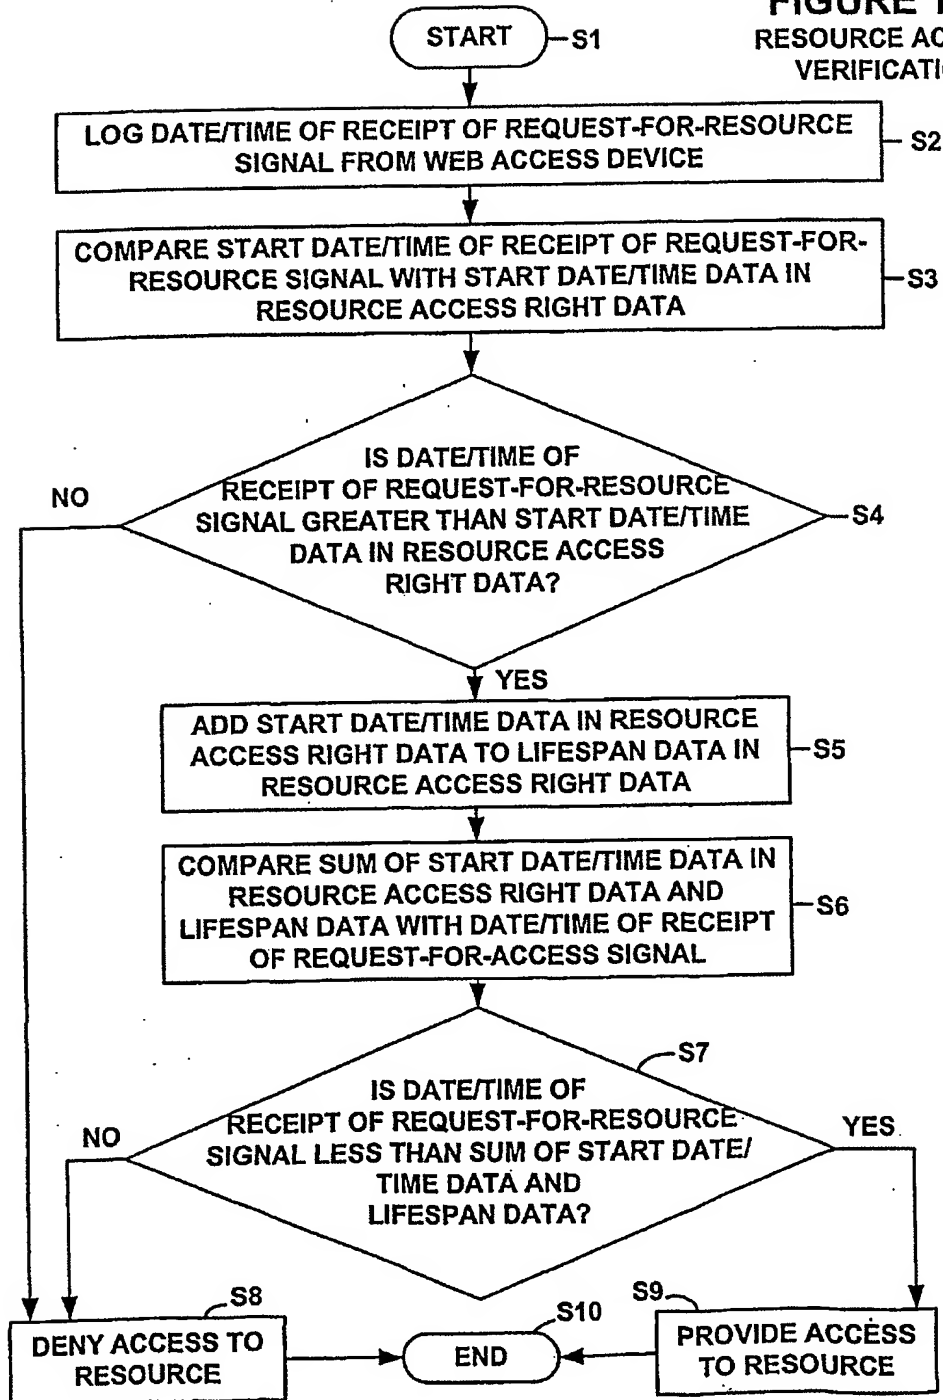 FIGURE 1
RESOURCE AC
VERIFICATI
START
S1
LOG DATE/TIME OF RECEIPT OF REQUEST-FOR-RESOURCE
SIGNAL FROM WEB ACCESS DEVICE
S2
COMPARE START DATE/TIME OF RECEIPT OF REQUEST-FOR-
RESOURCE SIGNAL WITH START DATE/TIME DATA IN
RESOURCE ACCESS RIGHT DATA
S3
IS DATE/TIME OF
RECEIPT OF REQUEST-FOR-RESOURCE
SIGNAL GREATER THAN START DATE/TIME
DATA IN RESOURCE ACCESS
RIGHT DATA?
NO
S4
YES
ADD START DATE/TIME DATA IN RESOURCE
ACCESS RIGHT DATA TO LIFESPAN DATA IN
RESOURCE ACCESS RIGHT DATA
S5
COMPARE SUM OF START DATE/TIME DATA IN
RESOURCE ACCESS RIGHT DATA AND
LIFESPAN DATA WITH DATE/TIME OF RECEIPT
OF REQUEST-FOR-ACCESS SIGNAL
S6
S7
IS DATE/TIME OF
RECEIPT OF REQUEST-FOR-RESOURCE
SIGNAL LESS THAN SUM OF START DATE/
TIME DATA AND
LIFESPAN DATA?
NO
YES
S8
DENY ACCESS TO
RESOURCE
S10
END
S9
PROVIDE ACCESS
TO RESOURCE